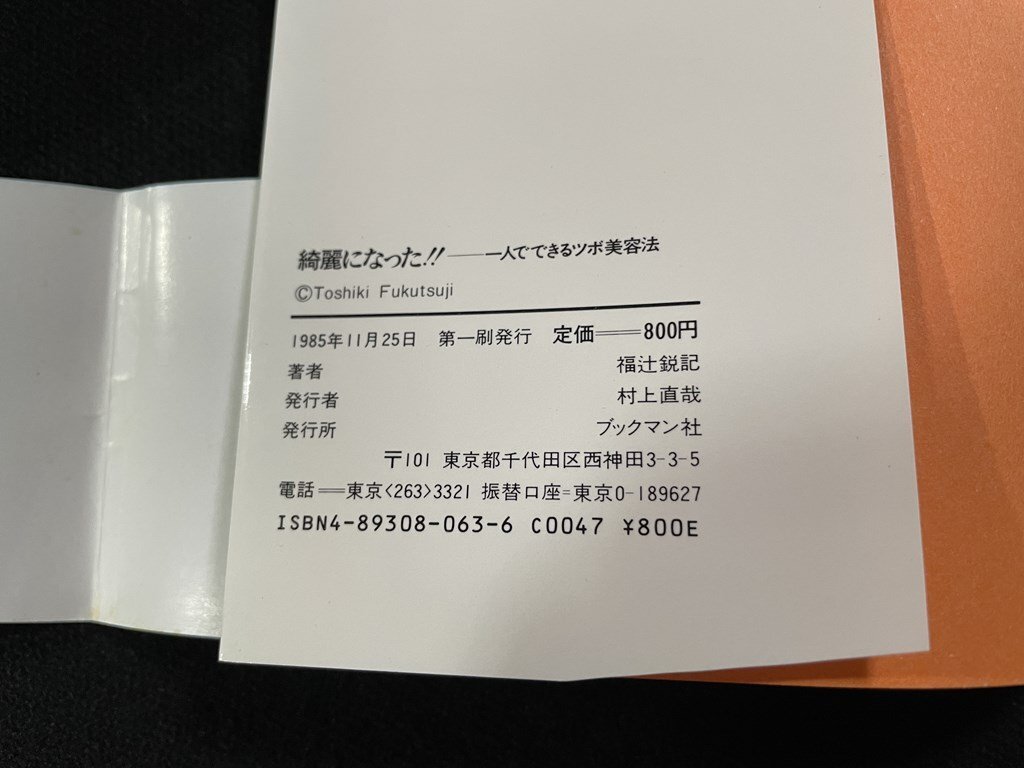 綺麗になった!!――一人でできるツボ美容法
©Toshiki Fukutsuji
1985年11月25日 第一刷発行 定価＝800円
著者 福辻鋭記
発行者 村上直哉
発行所 ブックマン社
〒101 東京都千代田区西神田3-3-5
電話＝東京〈263〉3321 振替口座＝東京0-189627
ISBN4-89308-063-6 C0047 ¥800E